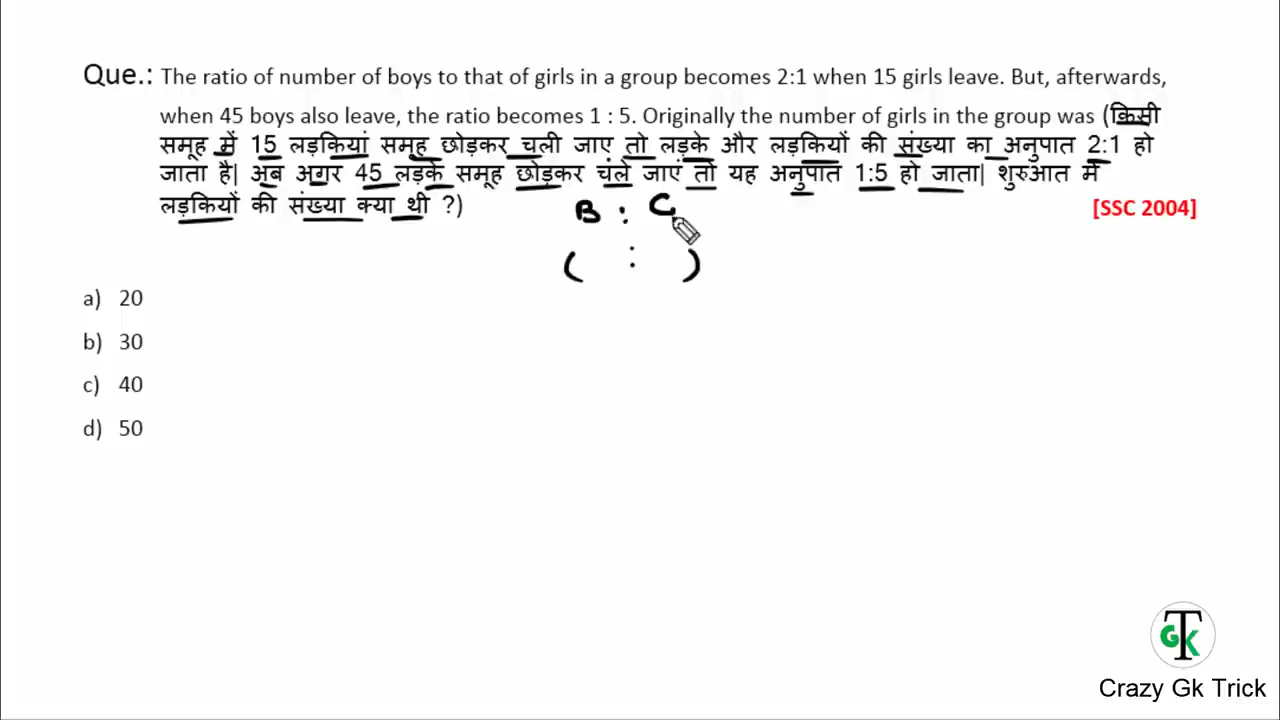 Que.: The ratio of number of boys to that of girls in a group becomes 2:1 when 15 girls leave. But, afterwards,
when 45 boys also leave, the ratio becomes 1 : 5. Originally the number of girls in the group was (किसी
समूह में 15 लड़कियां समूह छोड़कर चली जाए तो लड़के और लड़कियों की संख्या का अनुपात 2:1 हो
जाता है| अब अगर 45 लड़के समूह छोड़कर चंले जाएं तो यह अनुपात 1:5 हो जाता| शुरुआत में
लड़कियों की संख्या क्या थी ?)
[SSC 2004]
B : G
( : )
a) 20
b) 30
c) 40
d) 50
GTK
Crazy Gk Trick